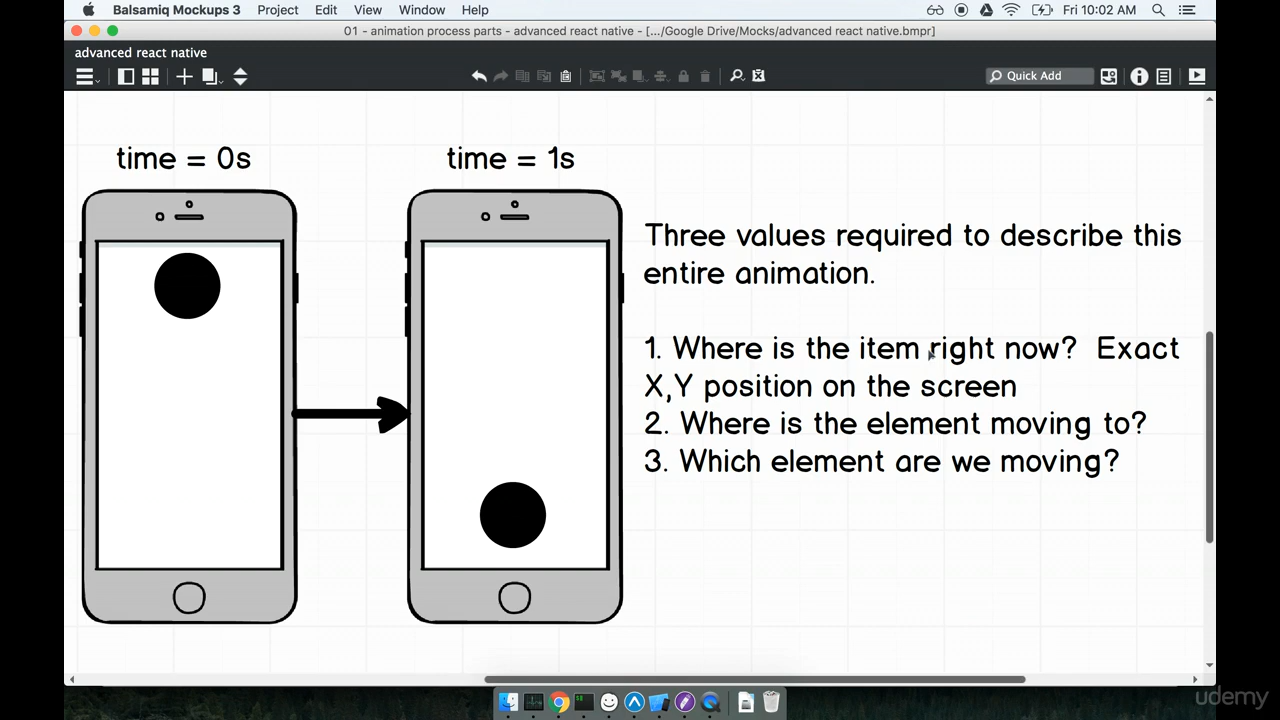 Balsamiq Mockups 3 Project Edit View Window Help Fri 10:02 AM
01 - animation process parts - advanced react native - [.../Google Drive/Mocks/advanced react native.bmpr]
advanced react native
Quick Add
time = 0s
time = 1s
Three values required to describe this
entire animation.
1. Where is the item right now? Exact
X,Y position on the screen
2. Where is the element moving to?
3. Which element are we moving?
udemy